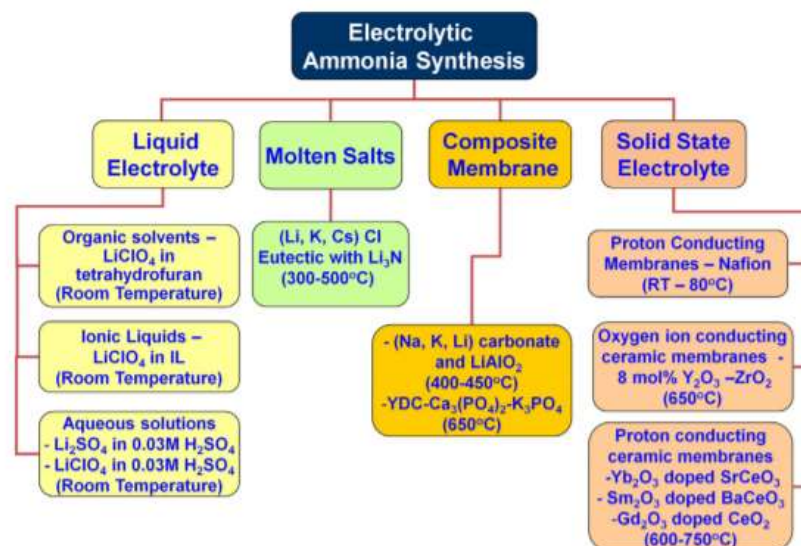 Electrolytic
Ammonia Synthesis
Liquid
Electrolyte
Molten Salts
Composite
Membrane
Solid State
Electrolyte
Organic solvents –
LiClO₄ in
tetrahydrofuran
(Room Temperature)
Ionic Liquids –
LiClO₄ in IL
(Room Temperature)
Aqueous solutions
- Li₂SO₄ in 0.03M H₂SO₄
- LiClO₄ in 0.03M H₂SO₄
(Room Temperature)
(Li, K, Cs) Cl
Eutectic with Li₃N
(300-500°C)
- (Na, K, Li) carbonate
and LiAlO₂
(400-450°C)
-YDC-Ca₃(PO₄)₂-K₃PO₄
(650°C)
Proton Conducting
Membranes – Nafion
(RT – 80°C)
Oxygen ion conducting
ceramic membranes -
8 mol% Y₂O₃ –ZrO₂
(650°C)
Proton conducting
ceramic membranes
-Yb₂O₃ doped SrCeO₃
- Sm₂O₃ doped BaCeO₃
-Gd₂O₃ doped CeO₂
(600-750°C)